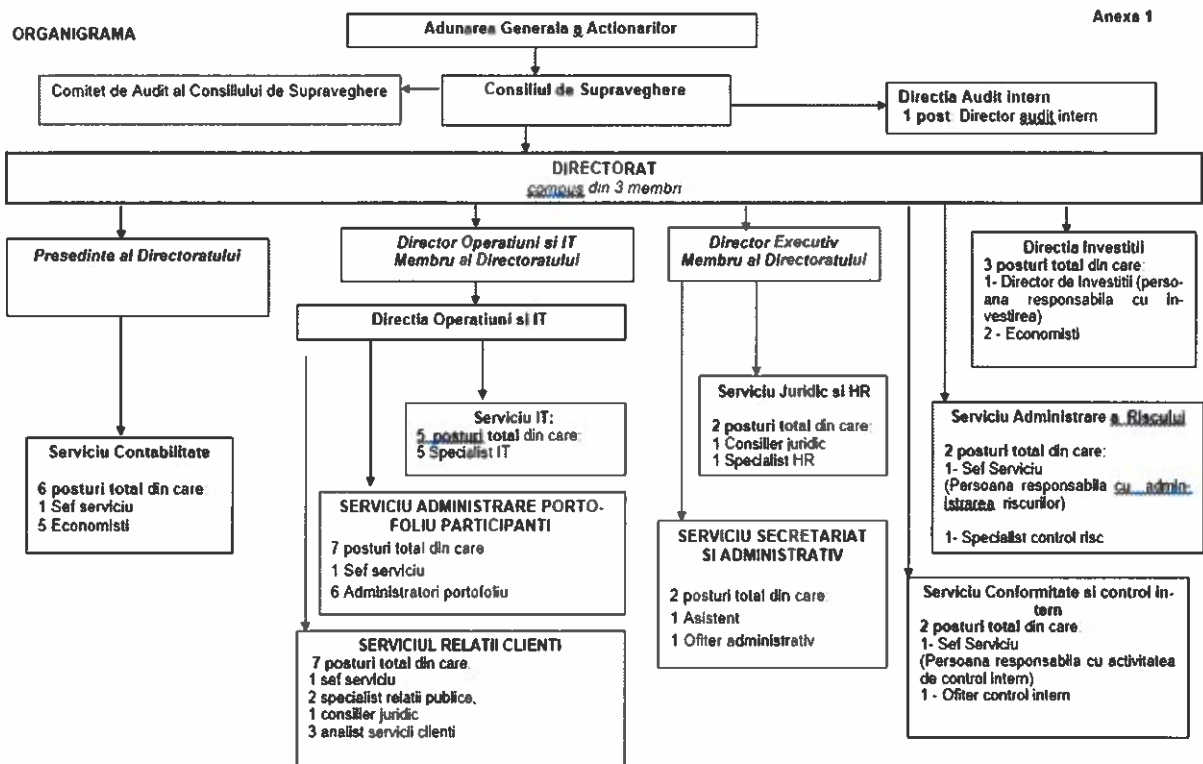 ORGANIGRAMA
Anexa 1
Adunarea Generala a Actionarilor
Comitet de Audit al Consiliului de Supraveghere
Consiliul de Supraveghere
Directia Audit intern
1 post: Director audit intern
DIRECTORAT
compus din 3 membri
Presedinte al Directoratului
Director Operatiuni si IT
Membru al Directoratului
Director Executiv
Membru al Directoratului
Directia Investitii
3 posturi total din care:
1- Director de Investitii (perso-
ana responsabila cu in-
vestirea)
2 - Economisti
Directia Operatiuni si IT
Serviciu Juridic si HR
2 posturi total din care:
1 Consilier juridic
1 Specialist HR
Serviciu IT:
5 posturi total din care:
5 Specialist IT
Serviciu Administrare a Riscului
2 posturi total din care:
1- Sef Serviciu
(Persoana responsabila cu admin-
istrarea riscurilor)
1- Specialist control risc
Serviciu Contabilitate
6 posturi total din care:
1 Sef serviciu
5 Economisti
SERVICIU ADMINISTRARE PORTO-
FOLIU PARTICIPANTI
7 posturi total din care
1 Sef serviciu
6 Administratori portofoliu
SERVICIU SECRETARIAT
SI ADMINISTRATIV
2 posturi total din care:
1 Asistent
1 Ofiter administrativ
Serviciu Conformitate si control in-
tern
2 posturi total din care:
1- Sef Serviciu
(Persoana responsabila cu activitatea
de control intern)
1 - Ofiter control intern
SERVICIUL RELATII CLIENTI
7 posturi total din care:
1 sef serviciu
2 specialist relatii publice,
1 consilier juridic
3 analist servicii clienti